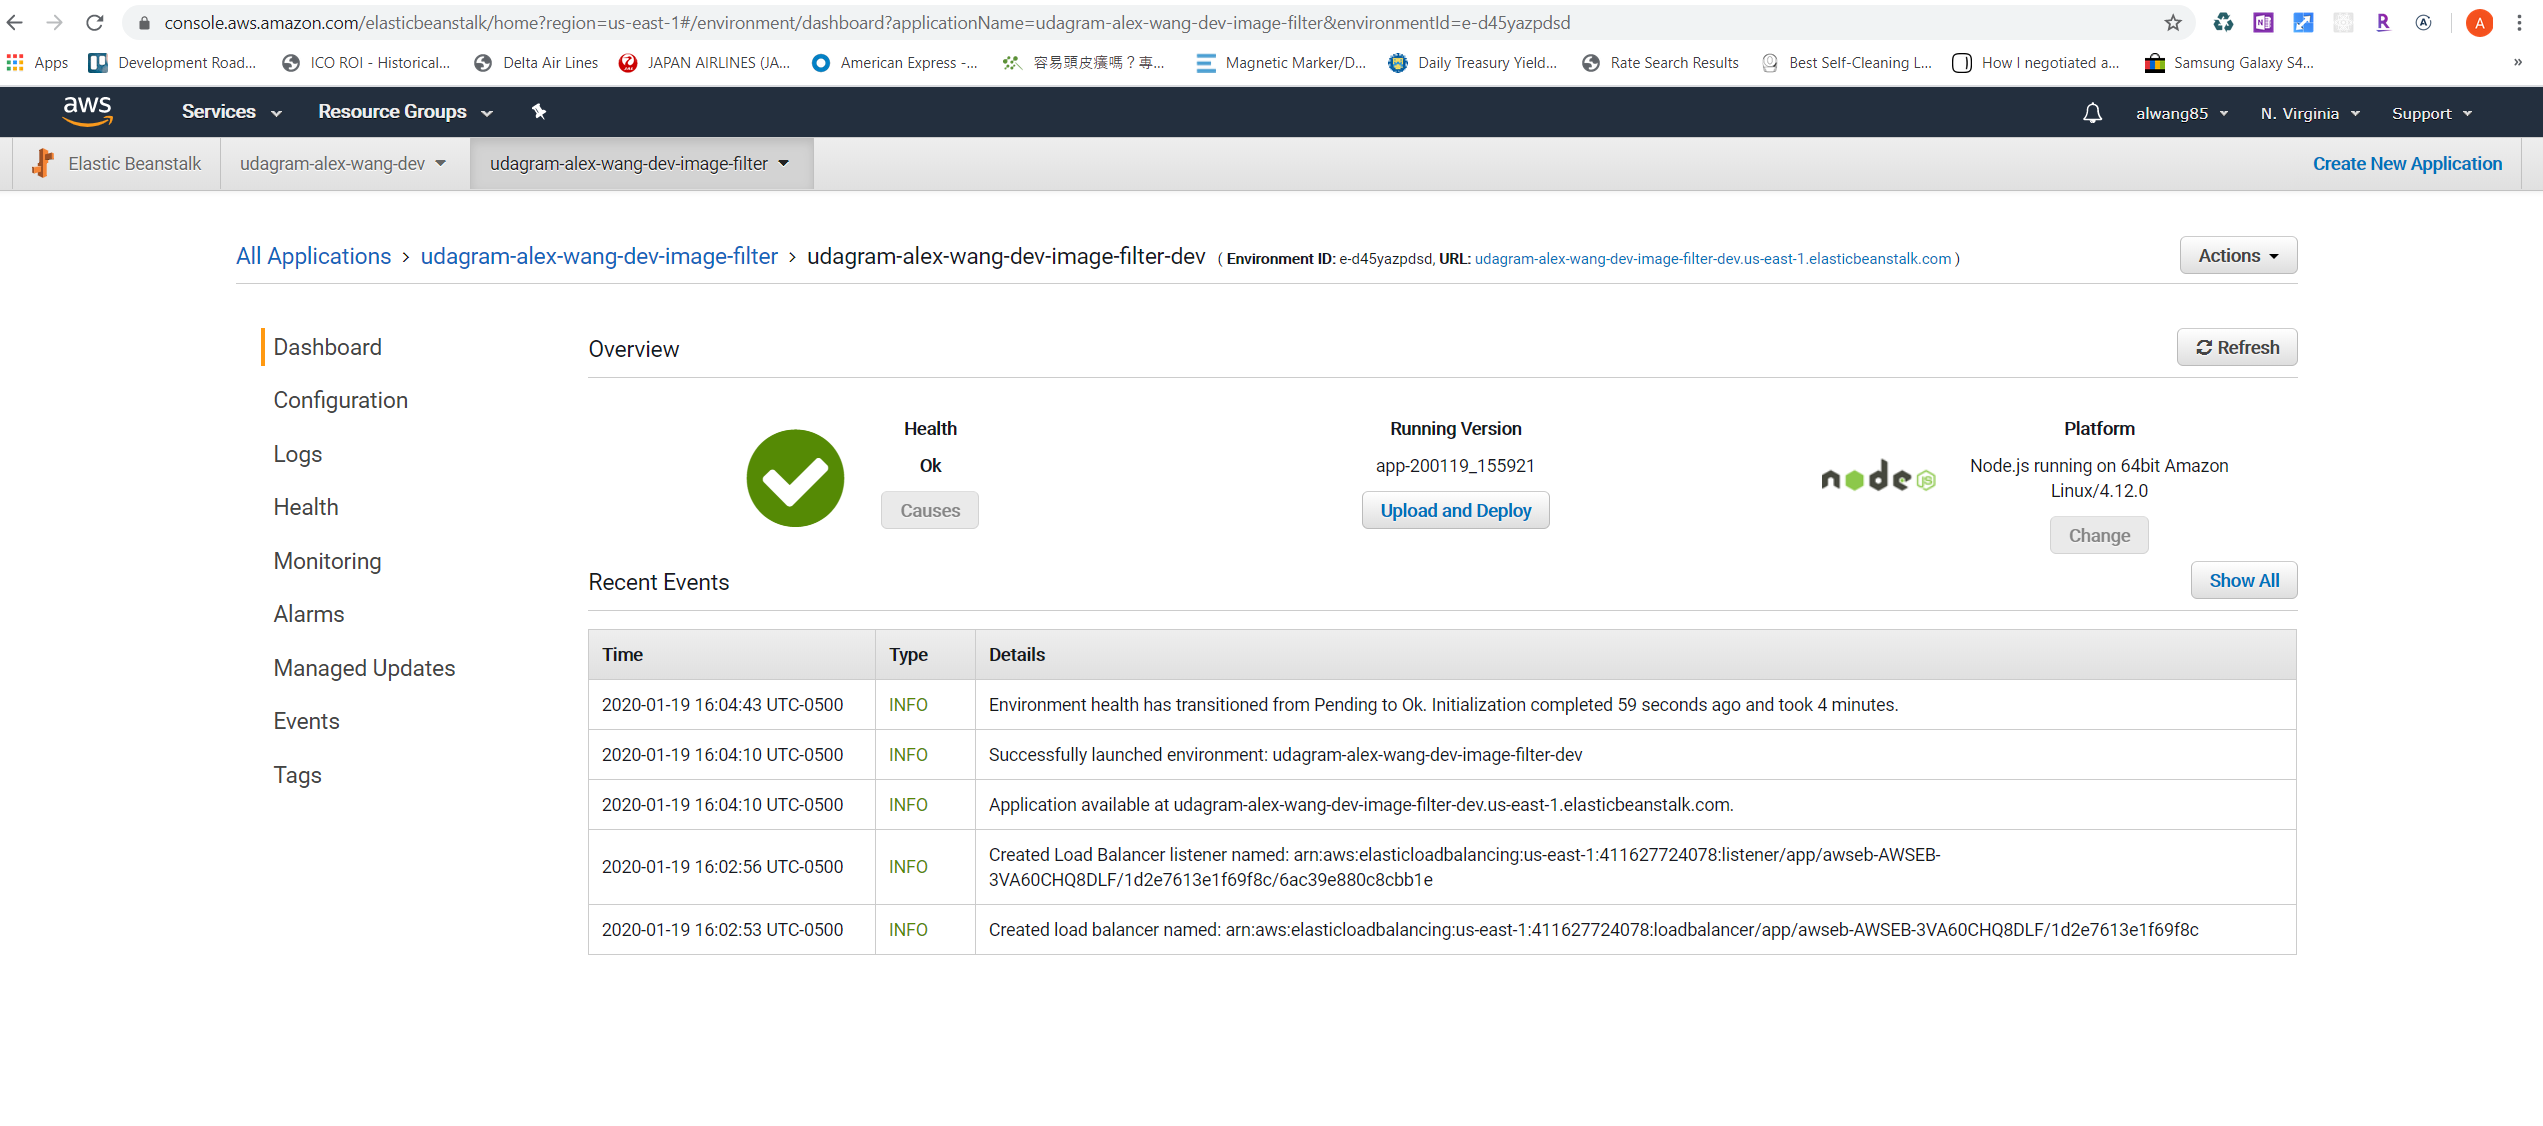 console.aws.amazon.com/elasticbeanstalk/home?region=us-east-1#/environment/dashboard?applicationName=udagram-alex-wang-dev-image-filter&environmentId=e-d45yazpdsd
Apps Development Road... ICO ROI - Historical... Delta Air Lines JAPAN AIRLINES (JA... American Express -... 容易頭皮癢嗎？專... Magnetic Marker/D... Daily Treasury Yield... Rate Search Results Best Self-Cleaning L... How I negotiated a... Samsung Galaxy S4... »
aws Services Resource Groups alwang85 N. Virginia Support
Elastic Beanstalk udagram-alex-wang-dev udagram-alex-wang-dev-image-filter Create New Application
All Applications > udagram-alex-wang-dev-image-filter > udagram-alex-wang-dev-image-filter-dev ( Environment ID: e-d45yazpdsd, URL: udagram-alex-wang-dev-image-filter-dev.us-east-1.elasticbeanstalk.com ) Actions
Dashboard
Configuration
Logs
Health
Monitoring
Alarms
Managed Updates
Events
Tags
Overview Refresh
Health
Ok
Causes
Running Version
app-200119_155921
Upload and Deploy
node JS
Platform
Node.js running on 64bit Amazon
Linux/4.12.0
Change
Recent Events Show All
Time Type Details
2020-01-19 16:04:43 UTC-0500 INFO Environment health has transitioned from Pending to Ok. Initialization completed 59 seconds ago and took 4 minutes.
2020-01-19 16:04:10 UTC-0500 INFO Successfully launched environment: udagram-alex-wang-dev-image-filter-dev
2020-01-19 16:04:10 UTC-0500 INFO Application available at udagram-alex-wang-dev-image-filter-dev.us-east-1.elasticbeanstalk.com.
2020-01-19 16:02:56 UTC-0500 INFO Created Load Balancer listener named: arn:aws:elasticloadbalancing:us-east-1:411627724078:listener/app/awseb-AWSEB-
3VA60CHQ8DLF/1d2e7613e1f69f8c/6ac39e880c8cbb1e
2020-01-19 16:02:53 UTC-0500 INFO Created load balancer named: arn:aws:elasticloadbalancing:us-east-1:411627724078:loadbalancer/app/awseb-AWSEB-3VA60CHQ8DLF/1d2e7613e1f69f8c